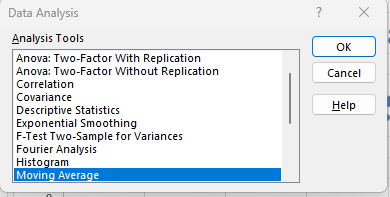 Data Analysis
?
Analysis Tools
Anova: Two-Factor With Replication
Anova: Two-Factor Without Replication
Correlation
Covariance
Descriptive Statistics
Exponential Smoothing
F-Test Two-Sample for Variances
Fourier Analysis
Histogram
Moving Average
OK
Cancel
Help